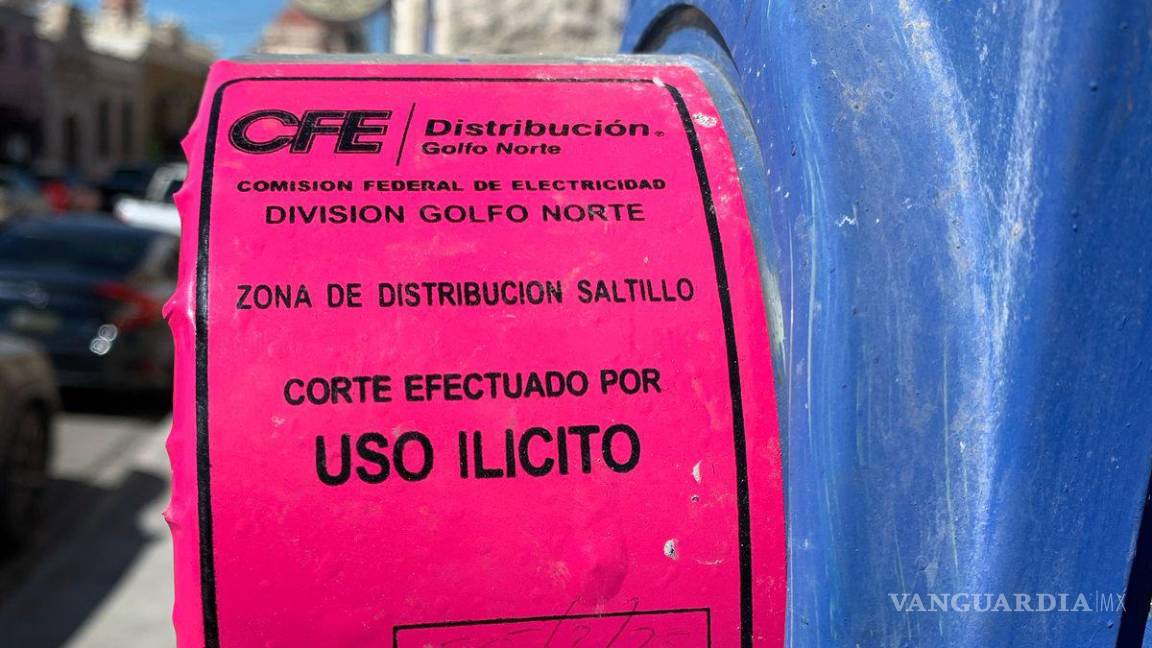 CFE Distribución®
Golfo Norte
COMISION FEDERAL DE ELECTRICIDAD
DIVISION GOLFO NORTE
ZONA DE DISTRIBUCION SALTILLO
CORTE EFECTUADO POR
USO ILICITO
VANGUARDIA|MX